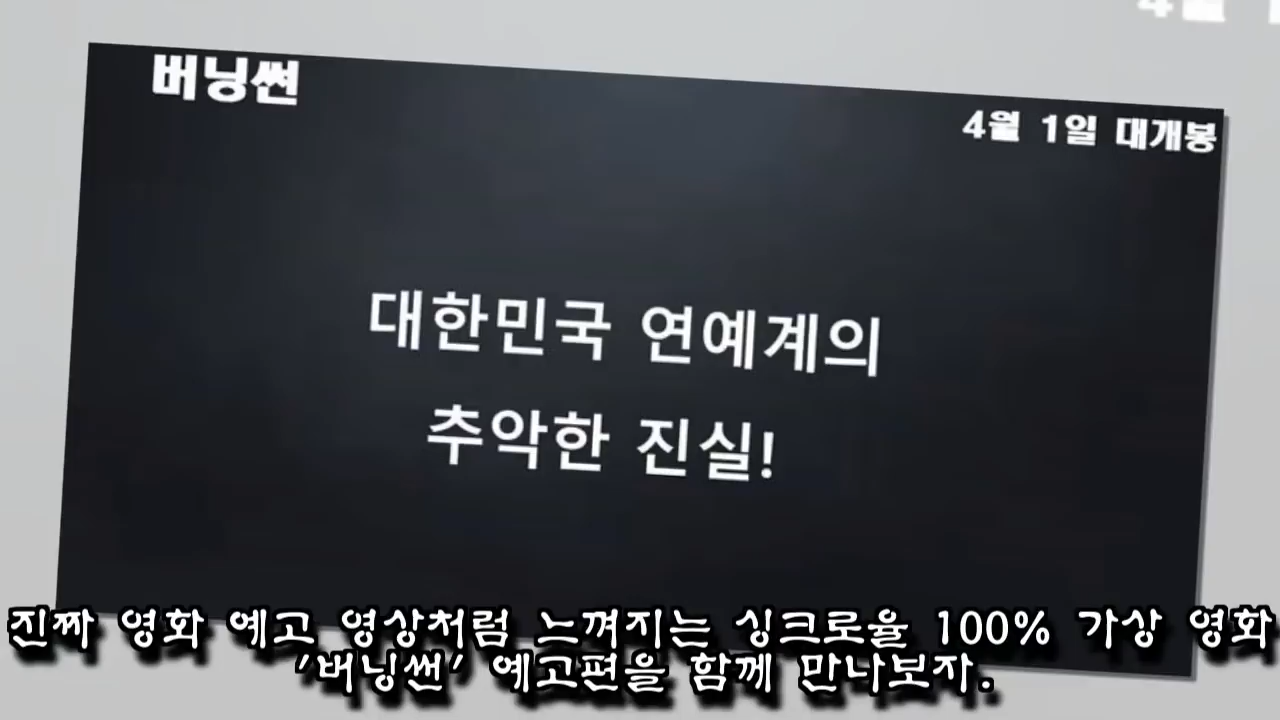 버닝썬
4월 1일 대개봉
대한민국 연예계의
추악한 진실!
진짜 영화 예고 영상처럼 느껴지는 싱크로율 100% 가상 영화
'버닝썬' 예고편을 함께 만나보자.